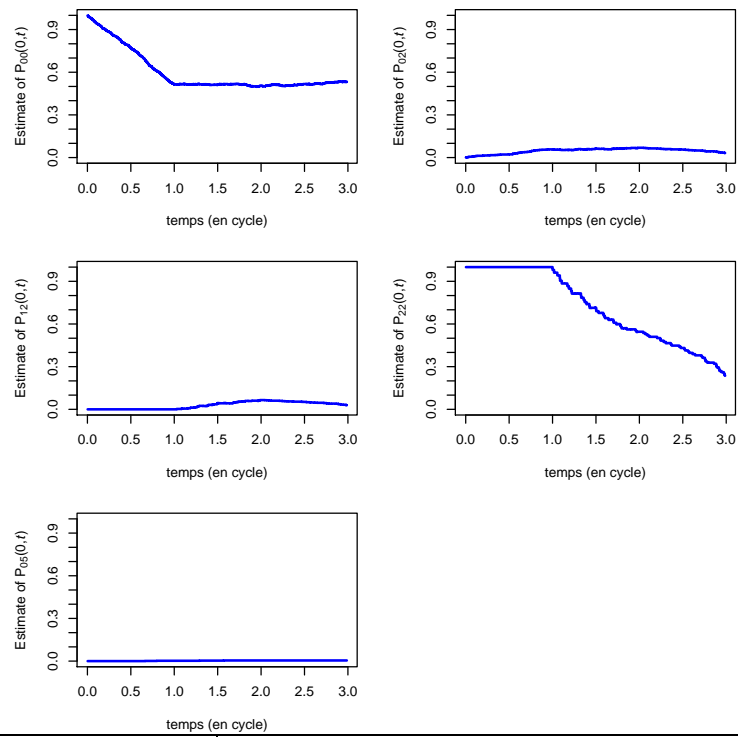 Estimate of P00(0,t)
0.0 0.3 0.6 0.9
0.0 0.5 1.0 1.5 2.0 2.5 3.0
temps (en cycle)
Estimate of P02(0,t)
0.0 0.3 0.6 0.9
0.0 0.5 1.0 1.5 2.0 2.5 3.0
temps (en cycle)
Estimate of P12(0,t)
0.0 0.3 0.6 0.9
0.0 0.5 1.0 1.5 2.0 2.5 3.0
temps (en cycle)
Estimate of P22(0,t)
0.0 0.3 0.6 0.9
0.0 0.5 1.0 1.5 2.0 2.5 3.0
temps (en cycle)
Estimate of P05(0,t)
0.0 0.3 0.6 0.9
0.0 0.5 1.0 1.5 2.0 2.5 3.0
temps (en cycle)